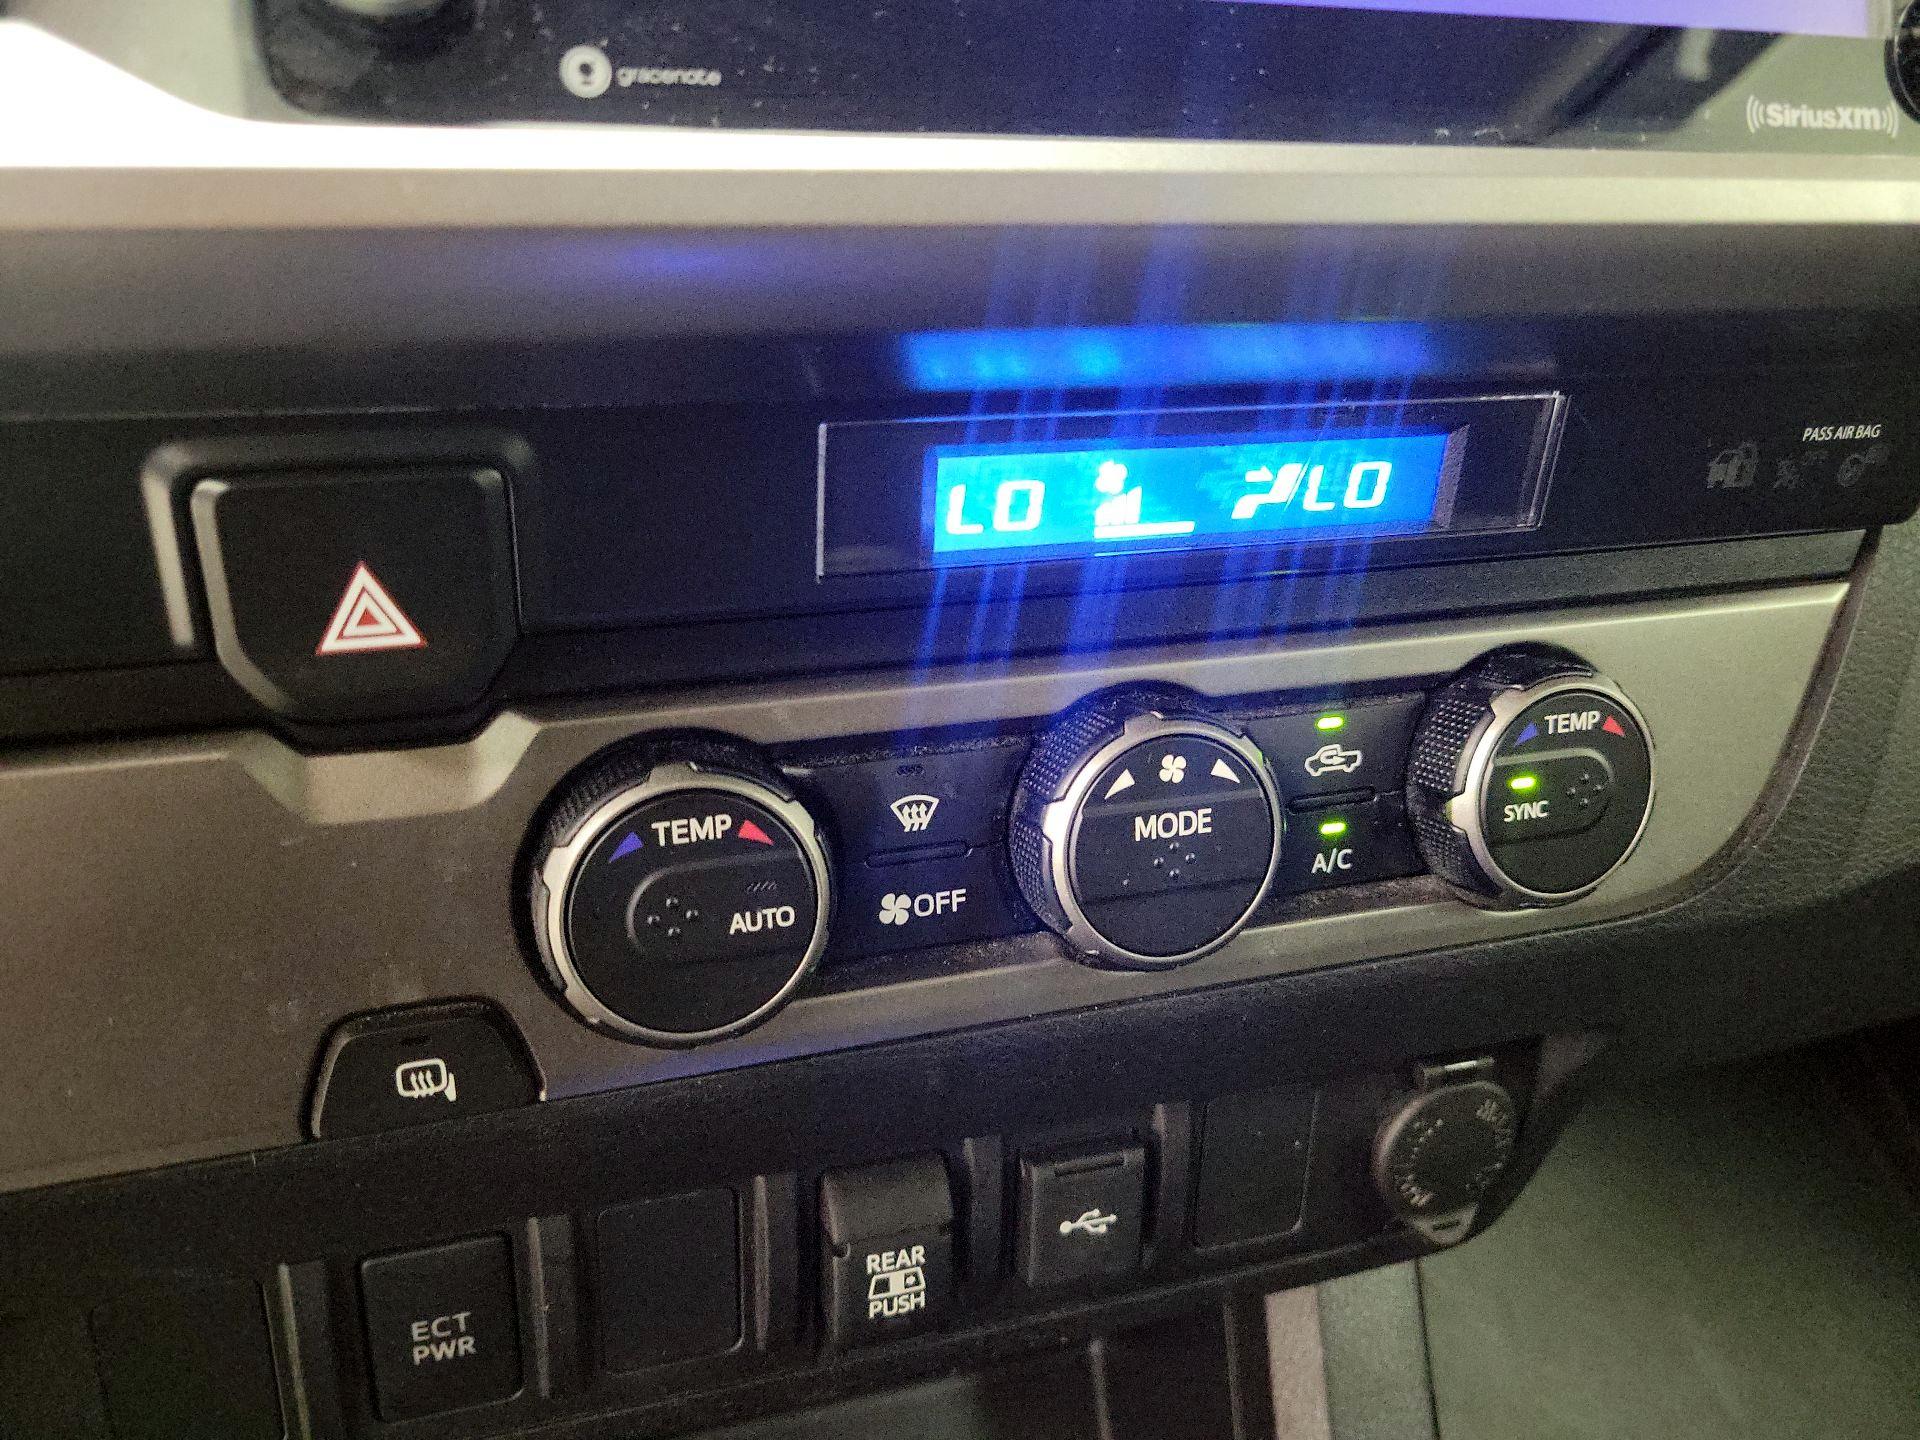 gracenote
SiriusXM
PASS AIR BAG
LO
LO
TEMP
AUTO
OFF
MODE
A/C
TEMP
SYNC
ECT
PWR
REAR
PUSH